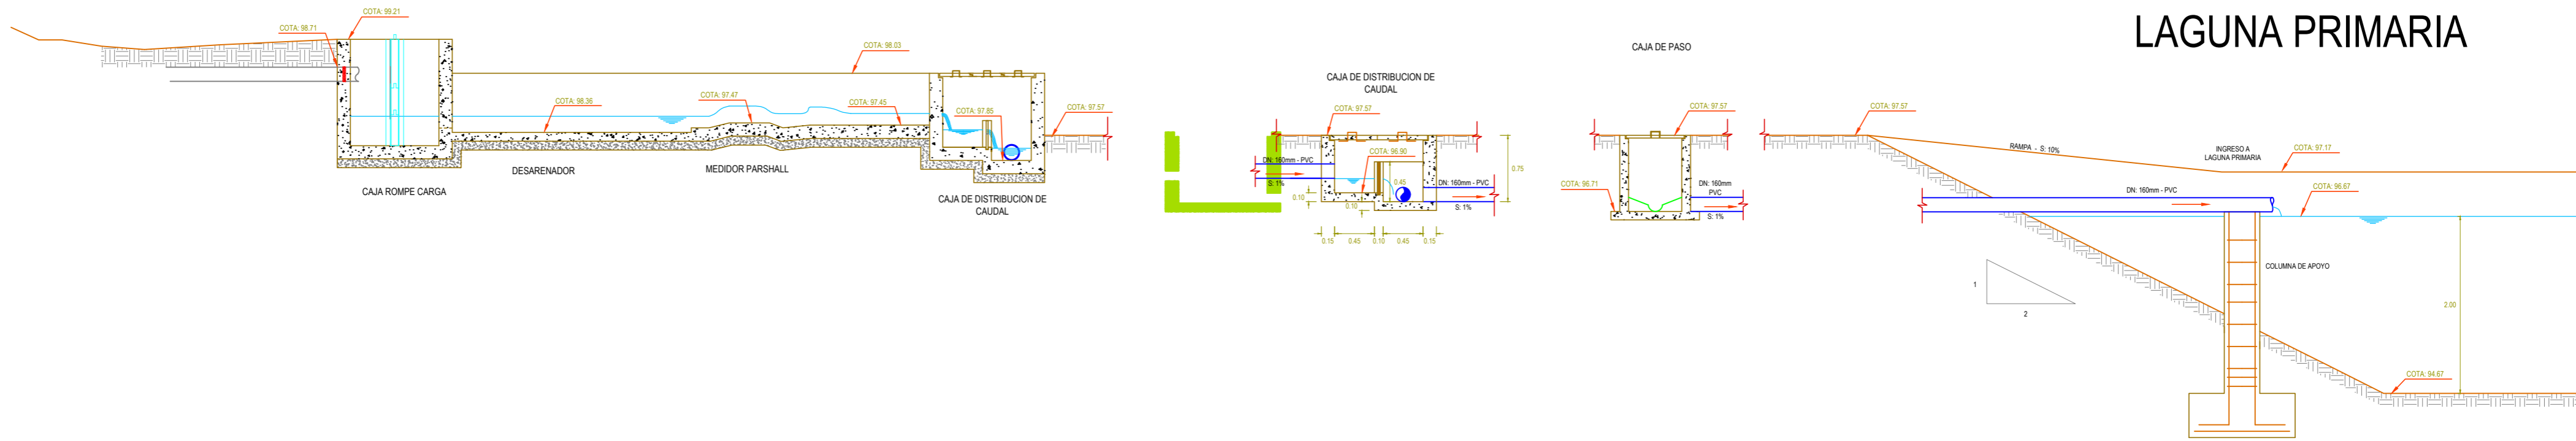 LAGUNA PRIMARIA
COTA: 99.21
COTA: 98.71
COTA: 98.03
COTA: 98.36
COTA: 97.47
COTA: 97.45
COTA: 97.85
COTA: 97.57
CAJA ROMPE CARGA
DESARENADOR
MEDIDOR PARSHALL
CAJA DE DISTRIBUCION DE
CAUDAL
CAJA DE DISTRIBUCION DE
CAUDAL
COTA: 97.57
COTA: 96.90
DN: 160mm - PVC
S: 1%
0.45
DN: 160mm - PVC
S: 1%
0.75
0.10
0.10
0.15
0.45
0.10
0.45
0.15
CAJA DE PASO
COTA: 97.57
COTA: 96.71
DN: 160mm
PVC
S: 1%
COTA: 97.57
RAMPA - S: 10%
INGRESO A
LAGUNA PRIMARIA
COTA: 97.17
DN: 160mm - PVC
COTA: 96.67
COLUMNA DE APOYO
1
2
2.00
COTA: 94.67